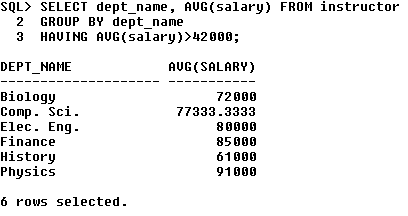 SQL> SELECT dept_name, AVG(salary) FROM instructor
2 GROUP BY dept_name
3 HAVING AVG(salary)>42000;
DEPT_NAME AVG(SALARY)
-------------------- -----------
Biology 72000
Comp. Sci. 77333.3333
Elec. Eng. 80000
Finance 85000
History 61000
Physics 91000
6 rows selected.